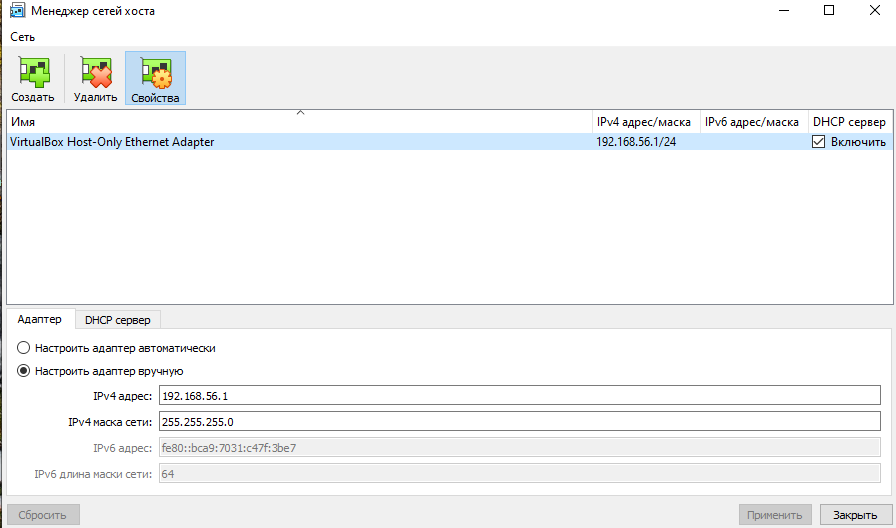 Менеджер сетей хоста
Сеть
Создать Удалить Свойства
Имя IPv4 адрес/маска IPv6 адрес/маска DHCP сервер
VirtualBox Host-Only Ethernet Adapter 192.168.56.1/24 Включить
Адаптер DHCP сервер
Настроить адаптер автоматически
Настроить адаптер вручную
IPv4 адрес: 192.168.56.1
IPv4 маска сети: 255.255.255.0
IPv6 адрес: fe80::bca9:7031:c47f:3be7
IPv6 длина маски сети: 64
Сбросить Применить Закрыть